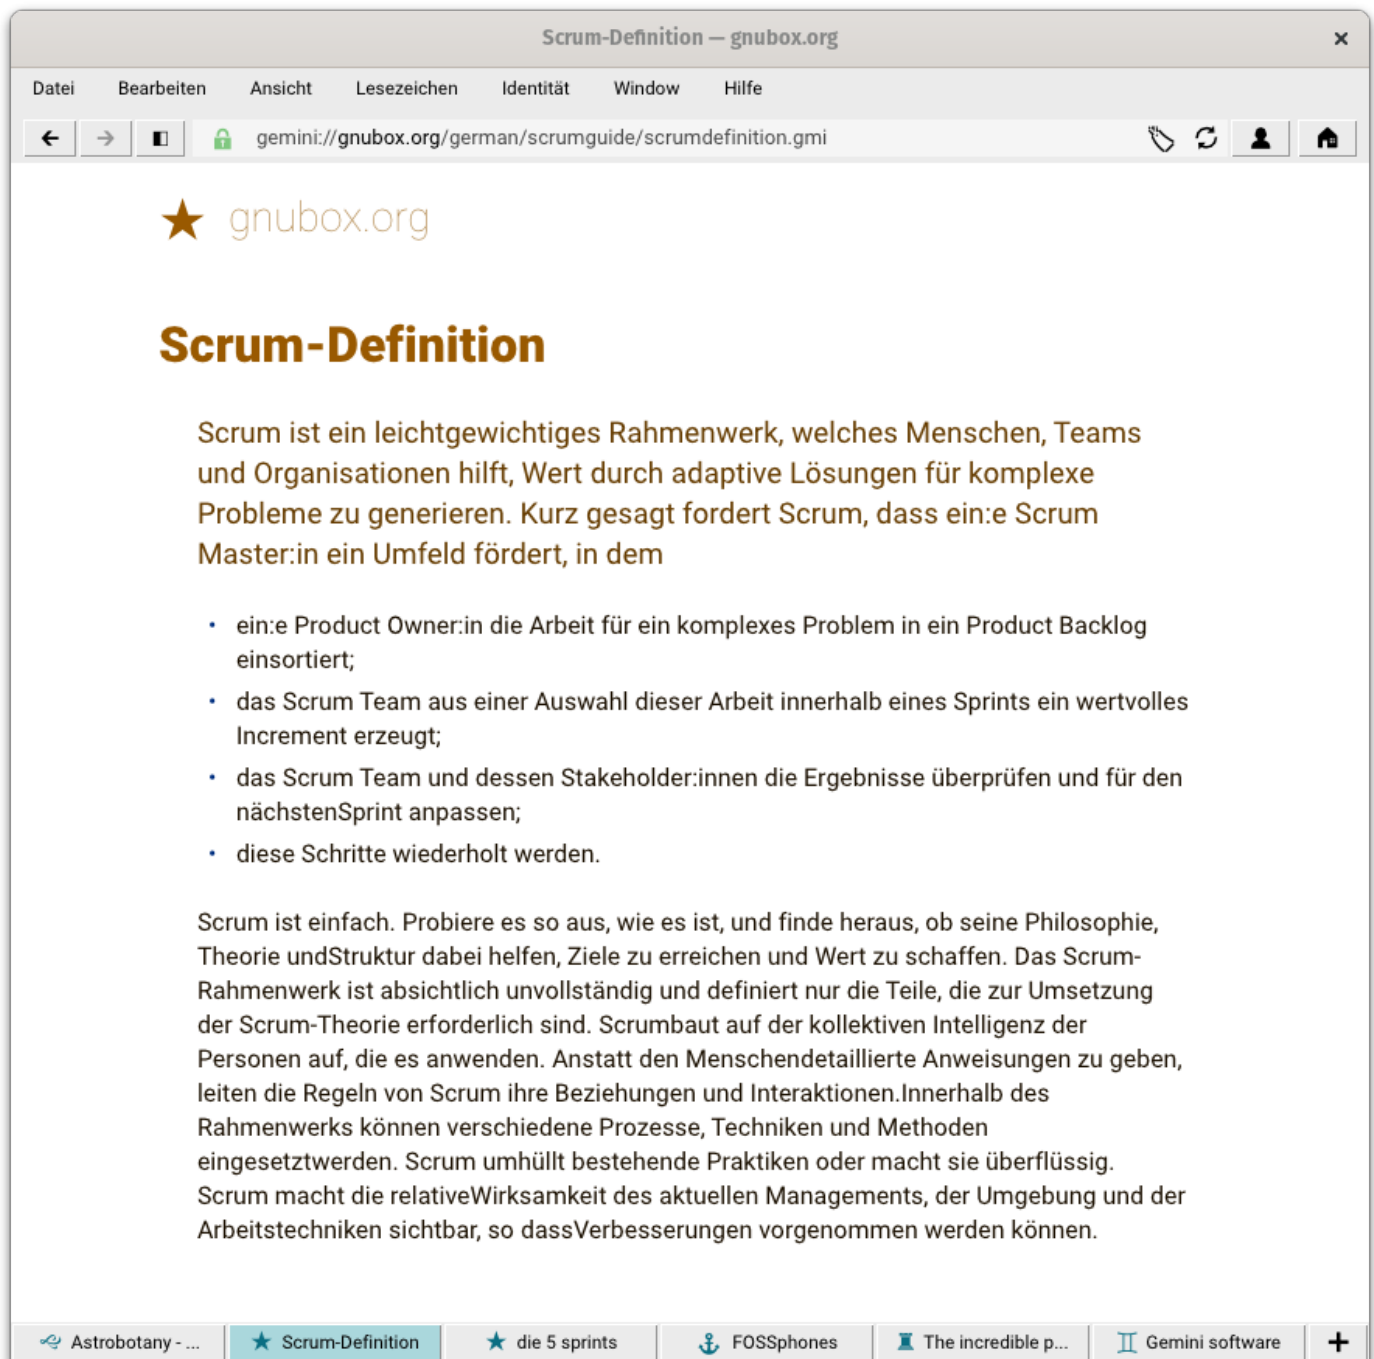 Scrum-Definition — gnubox.org
Datei Bearbeiten Ansicht Lesezeichen Identität Window Hilfe
gemini://gnubox.org/german/scrumguide/scrumdefinition.gmi
gnubox.org
Scrum-Definition
Scrum ist ein leichtgewichtiges Rahmenwerk, welches Menschen, Teams
und Organisationen hilft, Wert durch adaptive Lösungen für komplexe
Probleme zu generieren. Kurz gesagt fordert Scrum, dass ein:e Scrum
Master:in ein Umfeld fördert, in dem
• ein:e Product Owner:in die Arbeit für ein komplexes Problem in ein Product Backlog
einsortiert;
• das Scrum Team aus einer Auswahl dieser Arbeit innerhalb eines Sprints ein wertvolles
Increment erzeugt;
• das Scrum Team und dessen Stakeholder:innen die Ergebnisse überprüfen und für den
nächstenSprint anpassen;
• diese Schritte wiederholt werden.
Scrum ist einfach. Probiere es so aus, wie es ist, und finde heraus, ob seine Philosophie,
Theorie undStruktur dabei helfen, Ziele zu erreichen und Wert zu schaffen. Das Scrum-
Rahmenwerk ist absichtlich unvollständig und definiert nur die Teile, die zur Umsetzung
der Scrum-Theorie erforderlich sind. Scrumbaut auf der kollektiven Intelligenz der
Personen auf, die es anwenden. Anstatt den Menschendetaillierte Anweisungen zu geben,
leiten die Regeln von Scrum ihre Beziehungen und Interaktionen.Innerhalb des
Rahmenwerks können verschiedene Prozesse, Techniken und Methoden
eingesetztwerden. Scrum umhüllt bestehende Praktiken oder macht sie überflüssig.
Scrum macht die relativeWirksamkeit des aktuellen Managements, der Umgebung und der
Arbeitstechniken sichtbar, so dassVerbesserungen vorgenommen werden können.
Astrobotany - ... Scrum-Definition die 5 sprints FOSSphones The incredible p... Gemini software